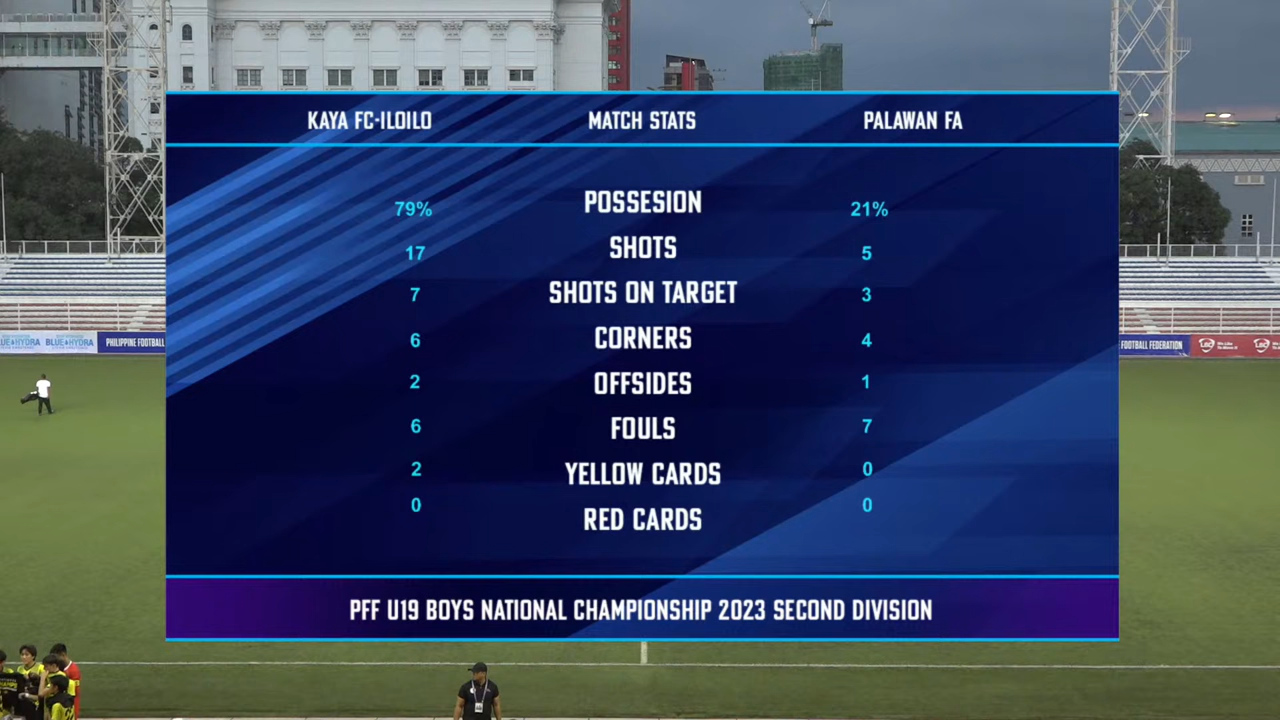 KAYA FC-ILOILO MATCH STATS PALAWAN FA
79% POSSESION 21%
17 SHOTS 5
7 SHOTS ON TARGET 3
6 CORNERS 4
2 OFFSIDES 1
6 FOULS 7
2 YELLOW CARDS 0
0 RED CARDS 0
BLUE HYDRA PHILIPPINE FOOTBALL
FOOTBALL FEDERATION LBC
PFF U19 BOYS NATIONAL CHAMPIONSHIP 2023 SECOND DIVISION